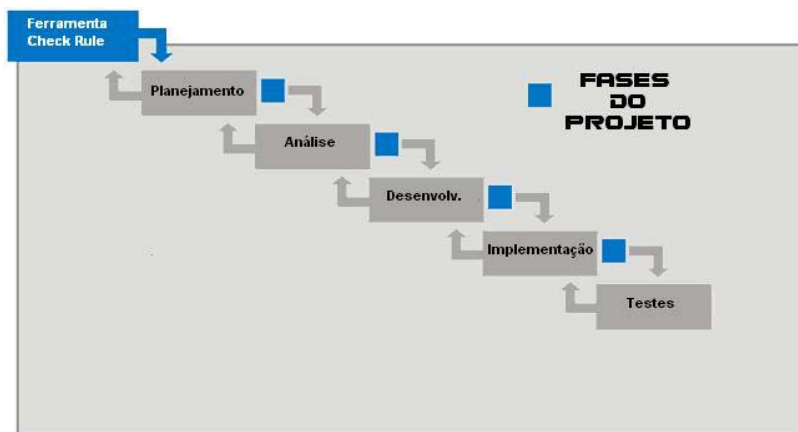 Ferramenta
Check Rule
Planejamento
FASES
DO
PROJETO
Análise
Desenvolv.
Implementação
Testes